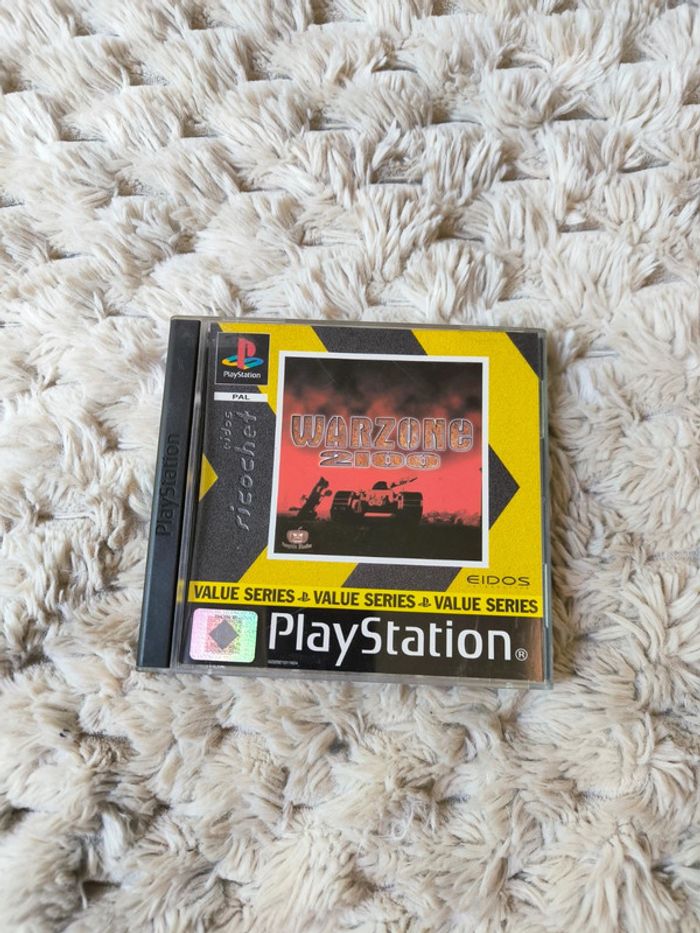 PlayStation
PAL
eidos
ricochet
PlayStation
WARZONE
2100
EIDOS
VALUE SERIES VALUE SERIES VALUE SERIES
PlayStation®